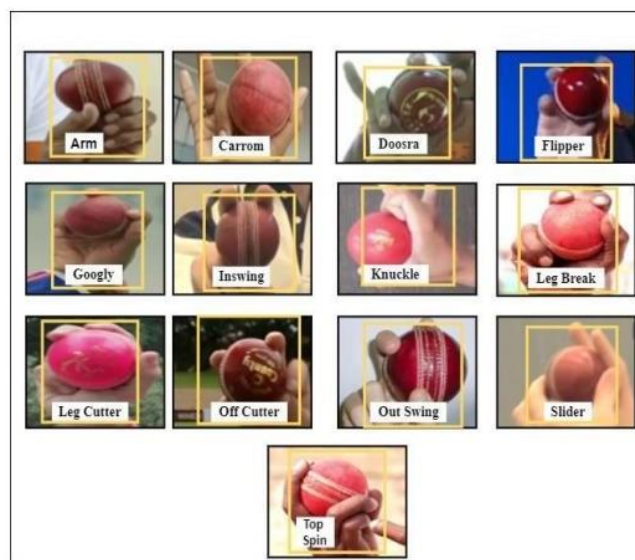 Arm
Carrom
Doosra
Flipper
Googly
Inswing
Knuckle
Leg Break
Leg Cutter
Off Cutter
Out Swing
Slider
Top
Spin